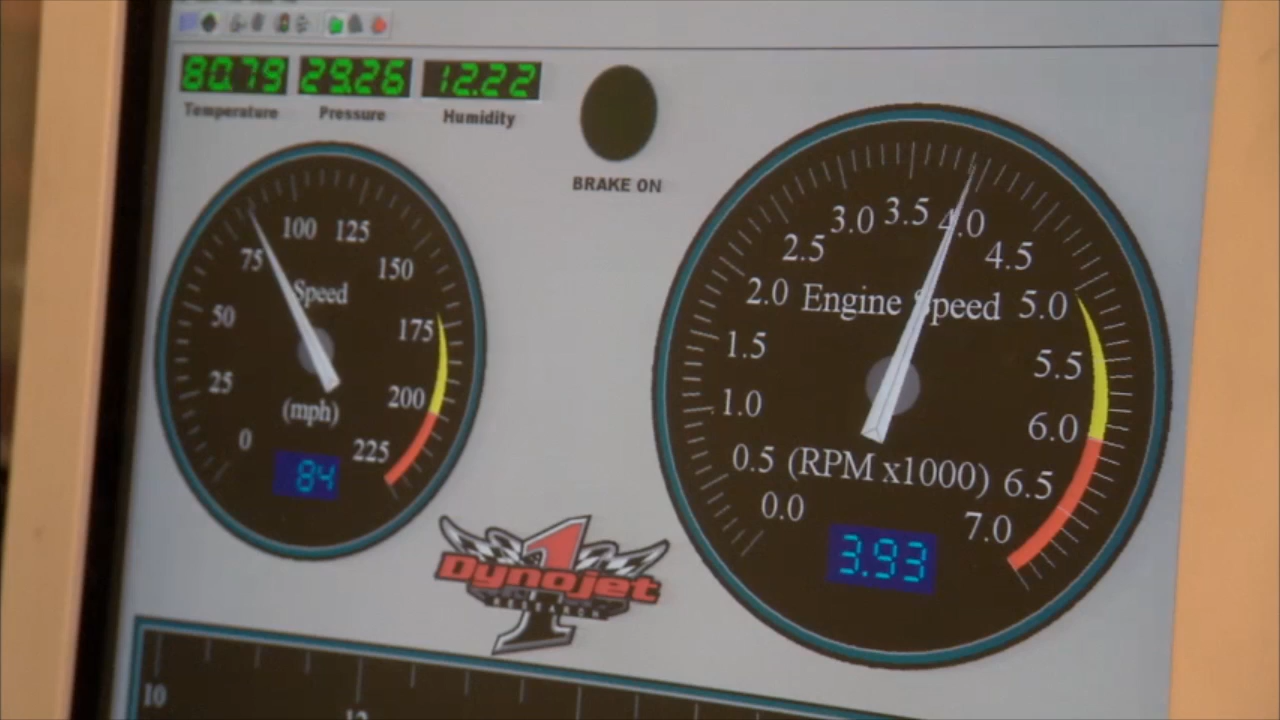 80.79 29.26 12.22
Temperature Pressure Humidity
BRAKE ON
0 25 50 75 100 125 150 175 200 225
Speed
(mph)
84
0.0 0.5 1.0 1.5 2.0 2.5 3.0 3.5 4.0 4.5 5.0 5.5 6.0 6.5 7.0
Engine Speed
(RPM x1000)
3.93
1
Dynojet
RESEARCH
10 12